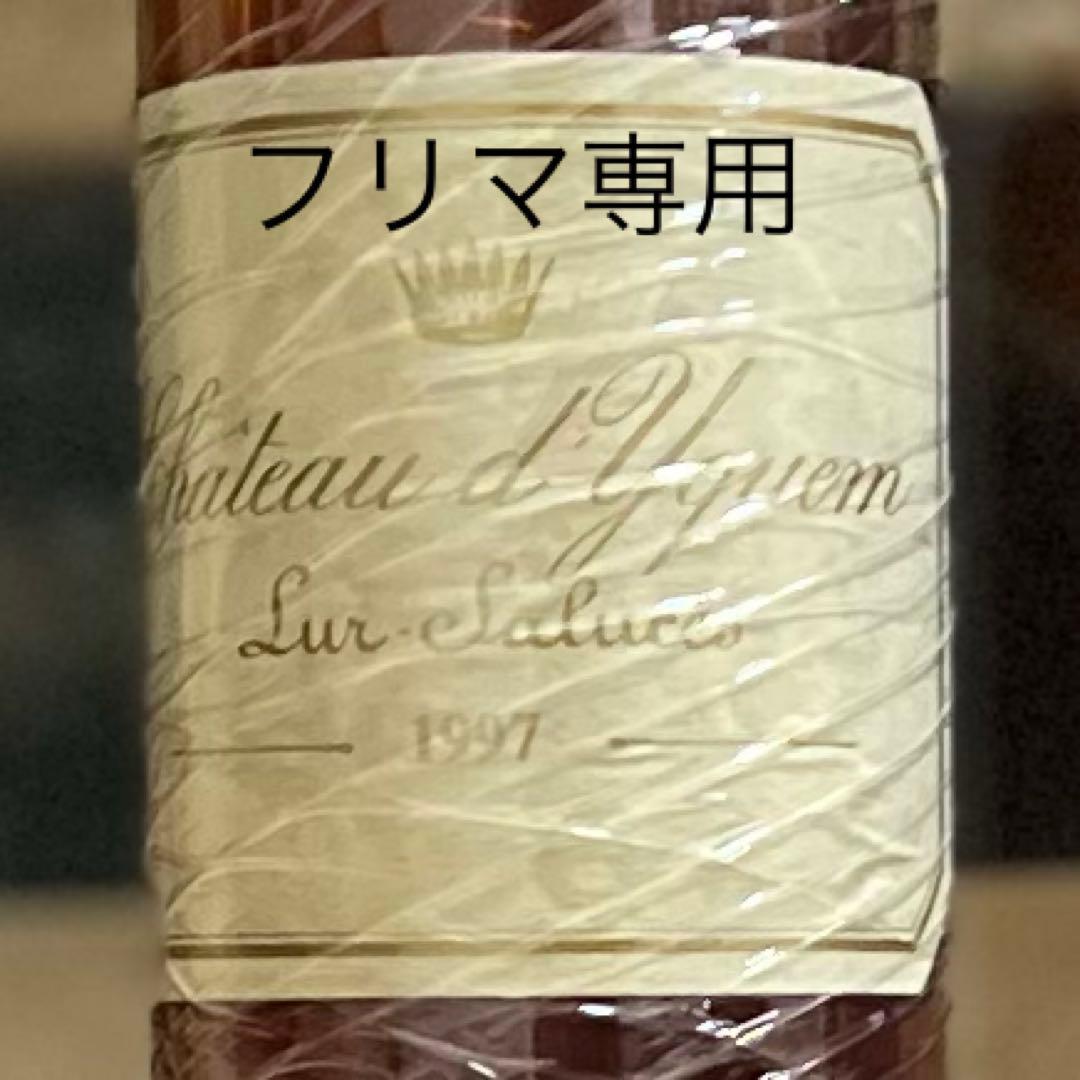 フリマ専用
Château d'Yquem
Lur-Saluces
1997